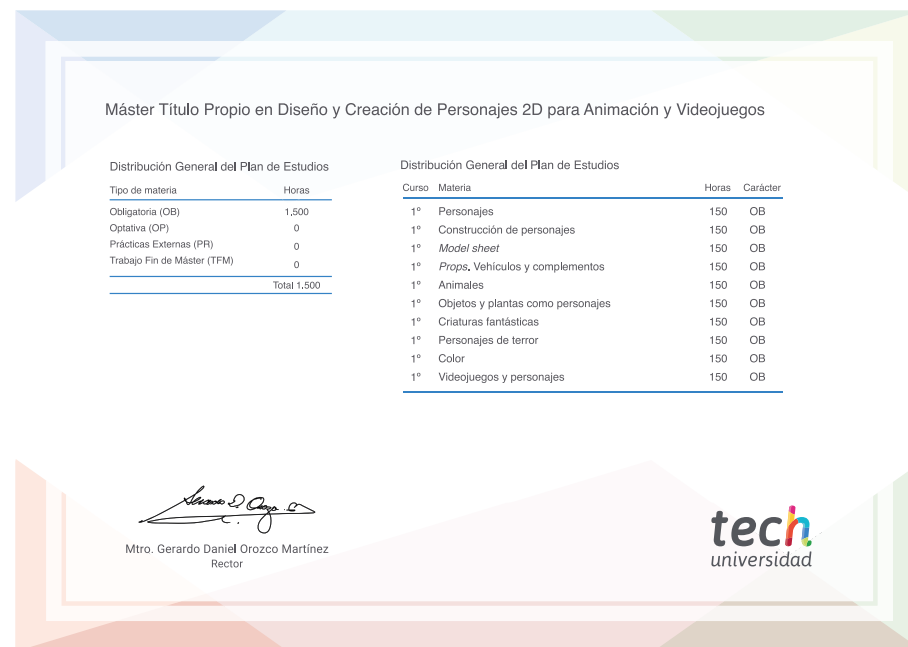 Máster Título Propio en Diseño y Creación de Personajes 2D para Animación y Videojuegos
Distribución General del Plan de Estudios
Tipo de materia Horas
Obligatoria (OB) 1.500
Optativa (OP) 0
Prácticas Externas (PR) 0
Trabajo Fin de Máster (TFM) 0
Total 1.500
Distribución General del Plan de Estudios
Curso Materia Horas Carácter
1º Personajes 150 OB
1º Construcción de personajes 150 OB
1º Model sheet 150 OB
1º Props. Vehículos y complementos 150 OB
1º Animales 150 OB
1º Objetos y plantas como personajes 150 OB
1º Criaturas fantásticas 150 OB
1º Personajes de terror 150 OB
1º Color 150 OB
1º Videojuegos y personajes 150 OB
Mtro. Gerardo Daniel Orozco Martínez
Rector
tech
universidad